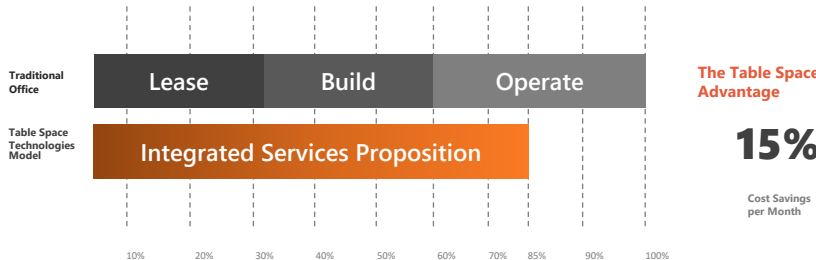 Traditional
Office
Lease
Build
Operate
The Table Space
Advantage
Table Space
Technologies
Model
Integrated Services Proposition
15%
Cost Savings
per Month
10%
20%
30%
40%
50%
60%
70%
85%
90%
100%